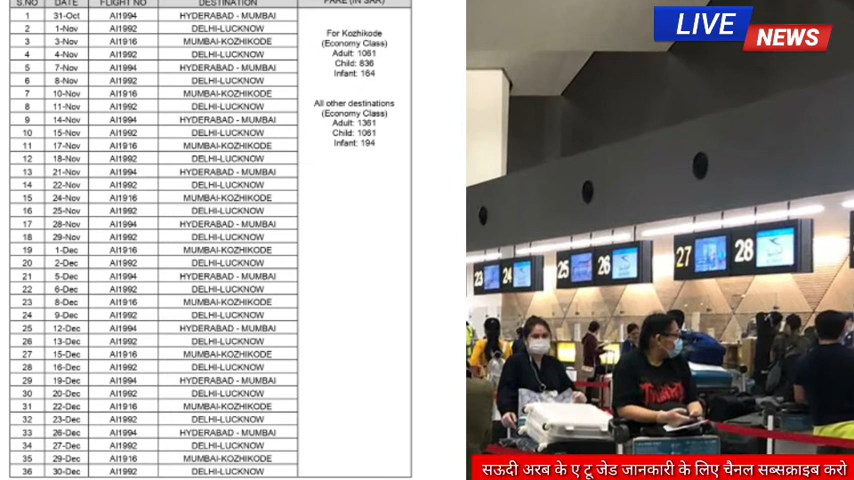 S.NO DATE FLIGHT NO DESTINATION FARE (IN SAR)
1 31-Oct AI1994 HYDERABAD - MUMBAI
2 1-Nov AI1992 DELHI-LUCKNOW
3 3-Nov AI1916 MUMBAI-KOZHIKODE
4 4-Nov AI1992 DELHI-LUCKNOW
5 7-Nov AI1994 HYDERABAD - MUMBAI
6 8-Nov AI1992 DELHI-LUCKNOW
7 10-Nov AI1916 MUMBAI-KOZHIKODE
8 11-Nov AI1992 DELHI-LUCKNOW
9 14-Nov AI1994 HYDERABAD - MUMBAI
10 15-Nov AI1992 DELHI-LUCKNOW
11 17-Nov AI1916 MUMBAI-KOZHIKODE
12 18-Nov AI1992 DELHI-LUCKNOW
13 21-Nov AI1994 HYDERABAD - MUMBAI
14 22-Nov AI1992 DELHI-LUCKNOW
15 24-Nov AI1916 MUMBAI-KOZHIKODE
16 25-Nov AI1992 DELHI-LUCKNOW
17 28-Nov AI1994 HYDERABAD - MUMBAI
18 29-Nov AI1992 DELHI-LUCKNOW
19 1-Dec AI1916 MUMBAI-KOZHIKODE
20 2-Dec AI1992 DELHI-LUCKNOW
21 5-Dec AI1994 HYDERABAD - MUMBAI
22 6-Dec AI1992 DELHI-LUCKNOW
23 8-Dec AI1916 MUMBAI-KOZHIKODE
24 9-Dec AI1992 DELHI-LUCKNOW
25 12-Dec AI1994 HYDERABAD - MUMBAI
26 13-Dec AI1992 DELHI-LUCKNOW
27 15-Dec AI1916 MUMBAI-KOZHIKODE
28 16-Dec AI1992 DELHI-LUCKNOW
29 19-Dec AI1994 HYDERABAD - MUMBAI
30 20-Dec AI1992 DELHI-LUCKNOW
31 22-Dec AI1916 MUMBAI-KOZHIKODE
32 23-Dec AI1992 DELHI-LUCKNOW
33 26-Dec AI1994 HYDERABAD - MUMBAI
34 27-Dec AI1992 DELHI-LUCKNOW
35 29-Dec AI1916 MUMBAI-KOZHIKODE
36 30-Dec AI1992 DELHI-LUCKNOW
For Kozhikode
(Economy Class)
Adult: 1061
Child: 836
Infant: 164
All other destinations
(Economy Class)
Adult: 1361
Child: 1061
Infant: 194
LIVE
NEWS
23 24 25 26 27 28
सऊदी अरब के ए टू जेड जानकारी के लिए चैनल सब्सक्राइब करो